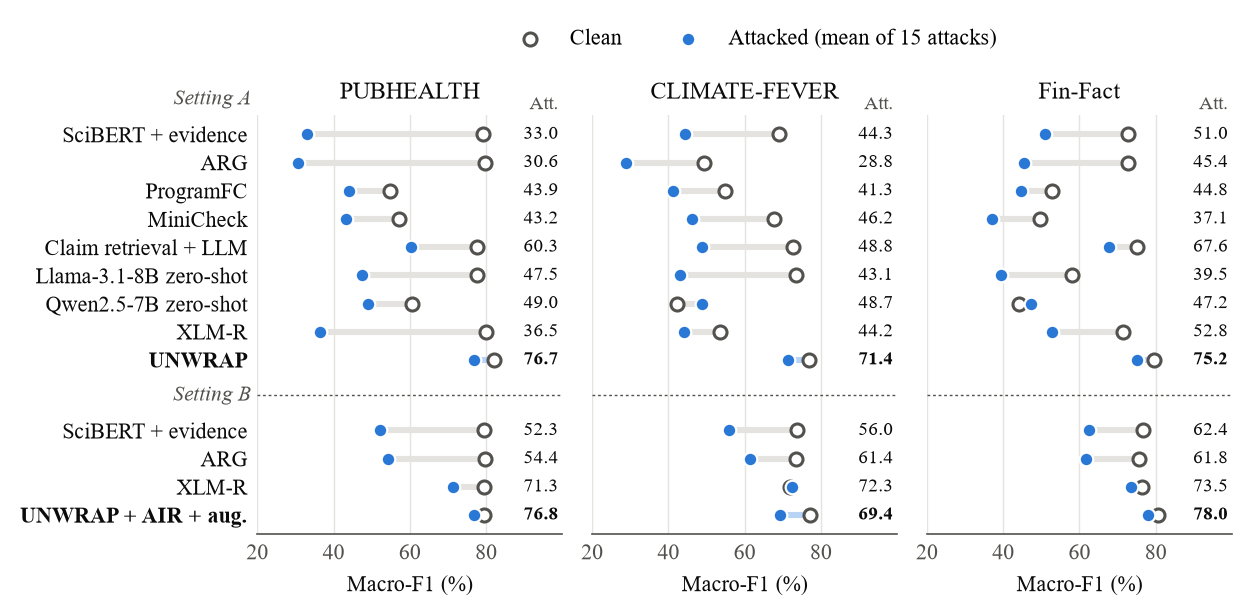 Clean Attacked (mean of 15 attacks)
Setting A PUBHEALTH Att. CLIMATE-FEVER Att. Fin-Fact Att.
SciBERT + evidence 33.0 44.3 51.0
ARG 30.6 28.8 45.4
ProgramFC 43.9 41.3 44.8
MiniCheck 43.2 46.2 37.1
Claim retrieval + LLM 60.3 48.8 67.6
Llama-3.1-8B zero-shot 47.5 43.1 39.5
Qwen2.5-7B zero-shot 49.0 48.7 47.2
XLM-R 36.5 44.2 52.8
UNWRAP 76.7 71.4 75.2
Setting B
SciBERT + evidence 52.3 56.0 62.4
ARG 54.4 61.4 61.8
XLM-R 71.3 72.3 73.5
UNWRAP + AIR + aug. 76.8 69.4 78.0
20 40 60 80 20 40 60 80 20 40 60 80
Macro-F1 (%) Macro-F1 (%) Macro-F1 (%)